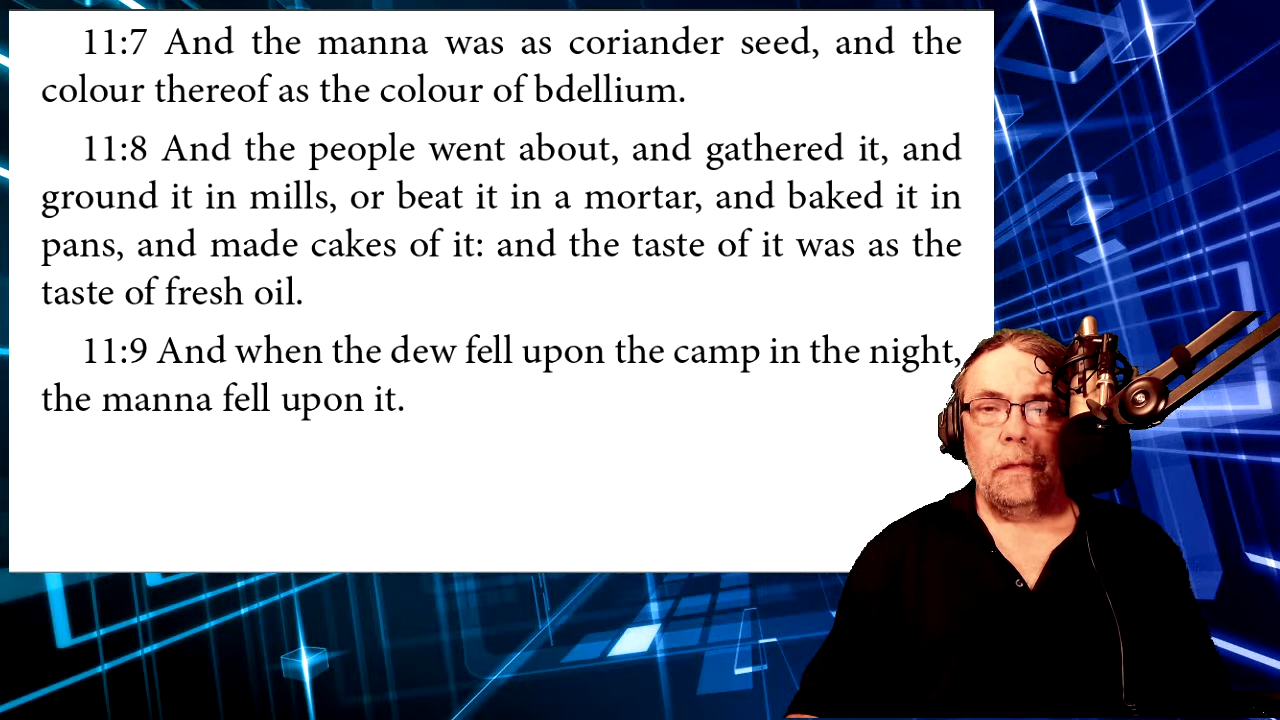 11:7 And the manna was as coriander seed, and the
colour thereof as the colour of bdellium.
11:8 And the people went about, and gathered it, and
ground it in mills, or beat it in a mortar, and baked it in
pans, and made cakes of it: and the taste of it was as the
taste of fresh oil.
11:9 And when the dew fell upon the camp in the night,
the manna fell upon it.